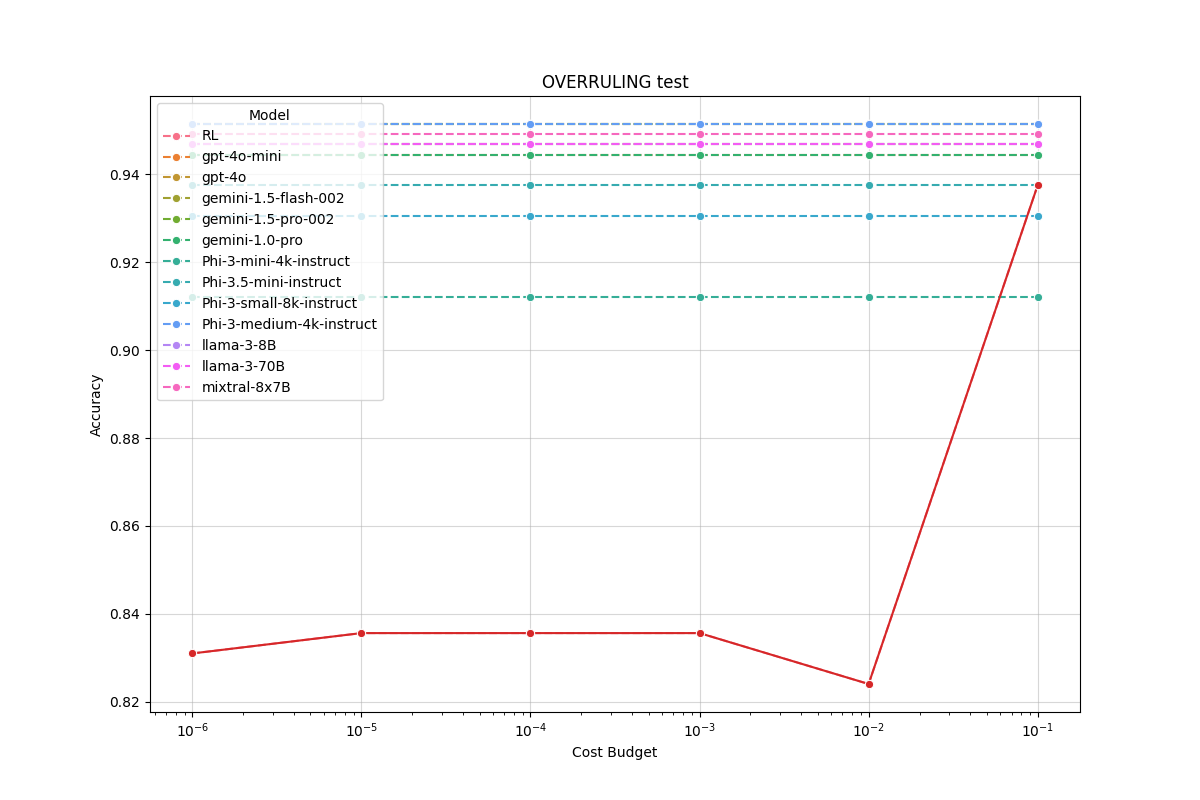 OVERRULING test
Model
RL
gpt-4o-mini
gpt-4o
gemini-1.5-flash-002
gemini-1.5-pro-002
gemini-1.0-pro
Phi-3-mini-4k-instruct
Phi-3.5-mini-instruct
Phi-3-small-8k-instruct
Phi-3-medium-4k-instruct
llama-3-8B
llama-3-70B
mixtral-8x7B
Accuracy
0.94
0.92
0.90
0.88
0.86
0.84
0.82
10⁻⁶ 10⁻⁵ 10⁻⁴ 10⁻³ 10⁻² 10⁻¹
Cost Budget